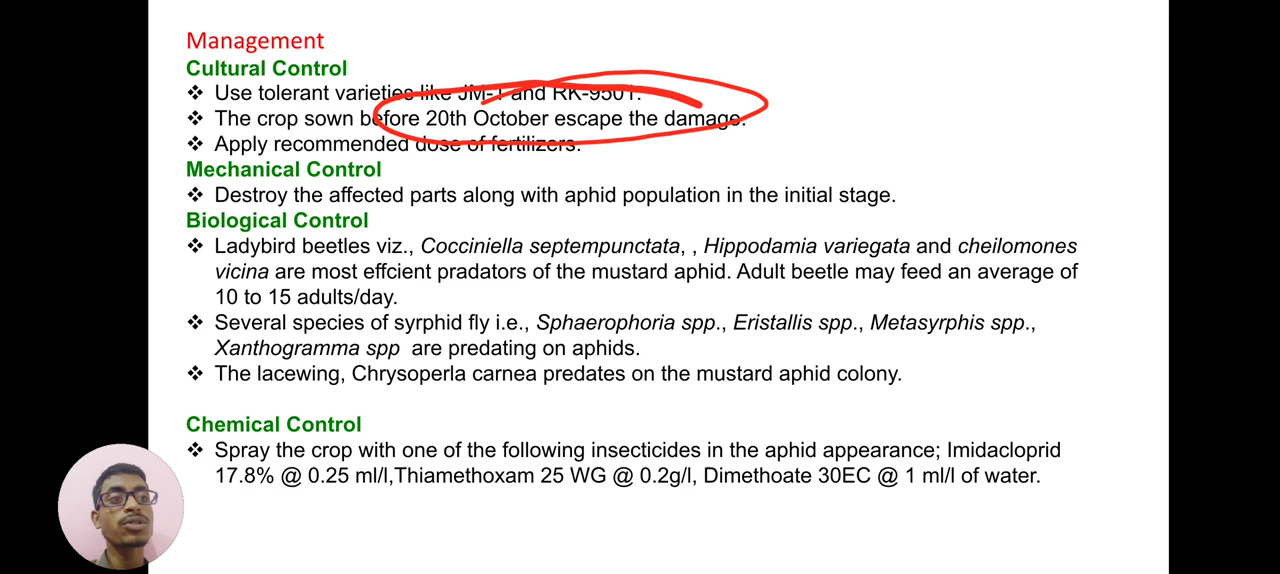 Management
Cultural Control
❖ Use tolerant varieties like JM-1 and RK-9501.
❖ The crop sown before 20th October escape the damage.
❖ Apply recommended dose of fertilizers.
Mechanical Control
❖ Destroy the affected parts along with aphid population in the initial stage.
Biological Control
❖ Ladybird beetles viz., Cocciniella septempunctata, , Hippodamia variegata and cheilomones
vicina are most effcient pradators of the mustard aphid. Adult beetle may feed an average of
10 to 15 adults/day.
❖ Several species of syrphid fly i.e., Sphaerophoria spp., Eristallis spp., Metasyrphis spp.,
Xanthogramma spp are predating on aphids.
❖ The lacewing, Chrysoperla carnea predates on the mustard aphid colony.
Chemical Control
❖ Spray the crop with one of the following insecticides in the aphid appearance; Imidacloprid
17.8% @ 0.25 ml/l,Thiamethoxam 25 WG @ 0.2g/l, Dimethoate 30EC @ 1 ml/l of water.